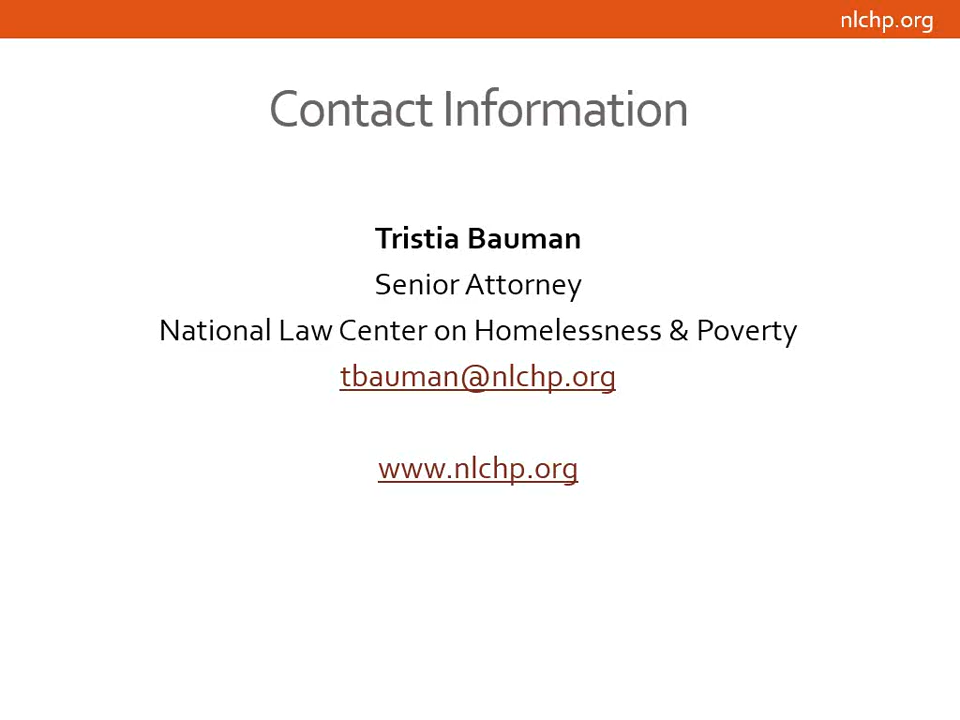 nlchp.org
Contact Information
Tristia Bauman
Senior Attorney
National Law Center on Homelessness & Poverty
tbauman@nlchp.org
www.nlchp.org